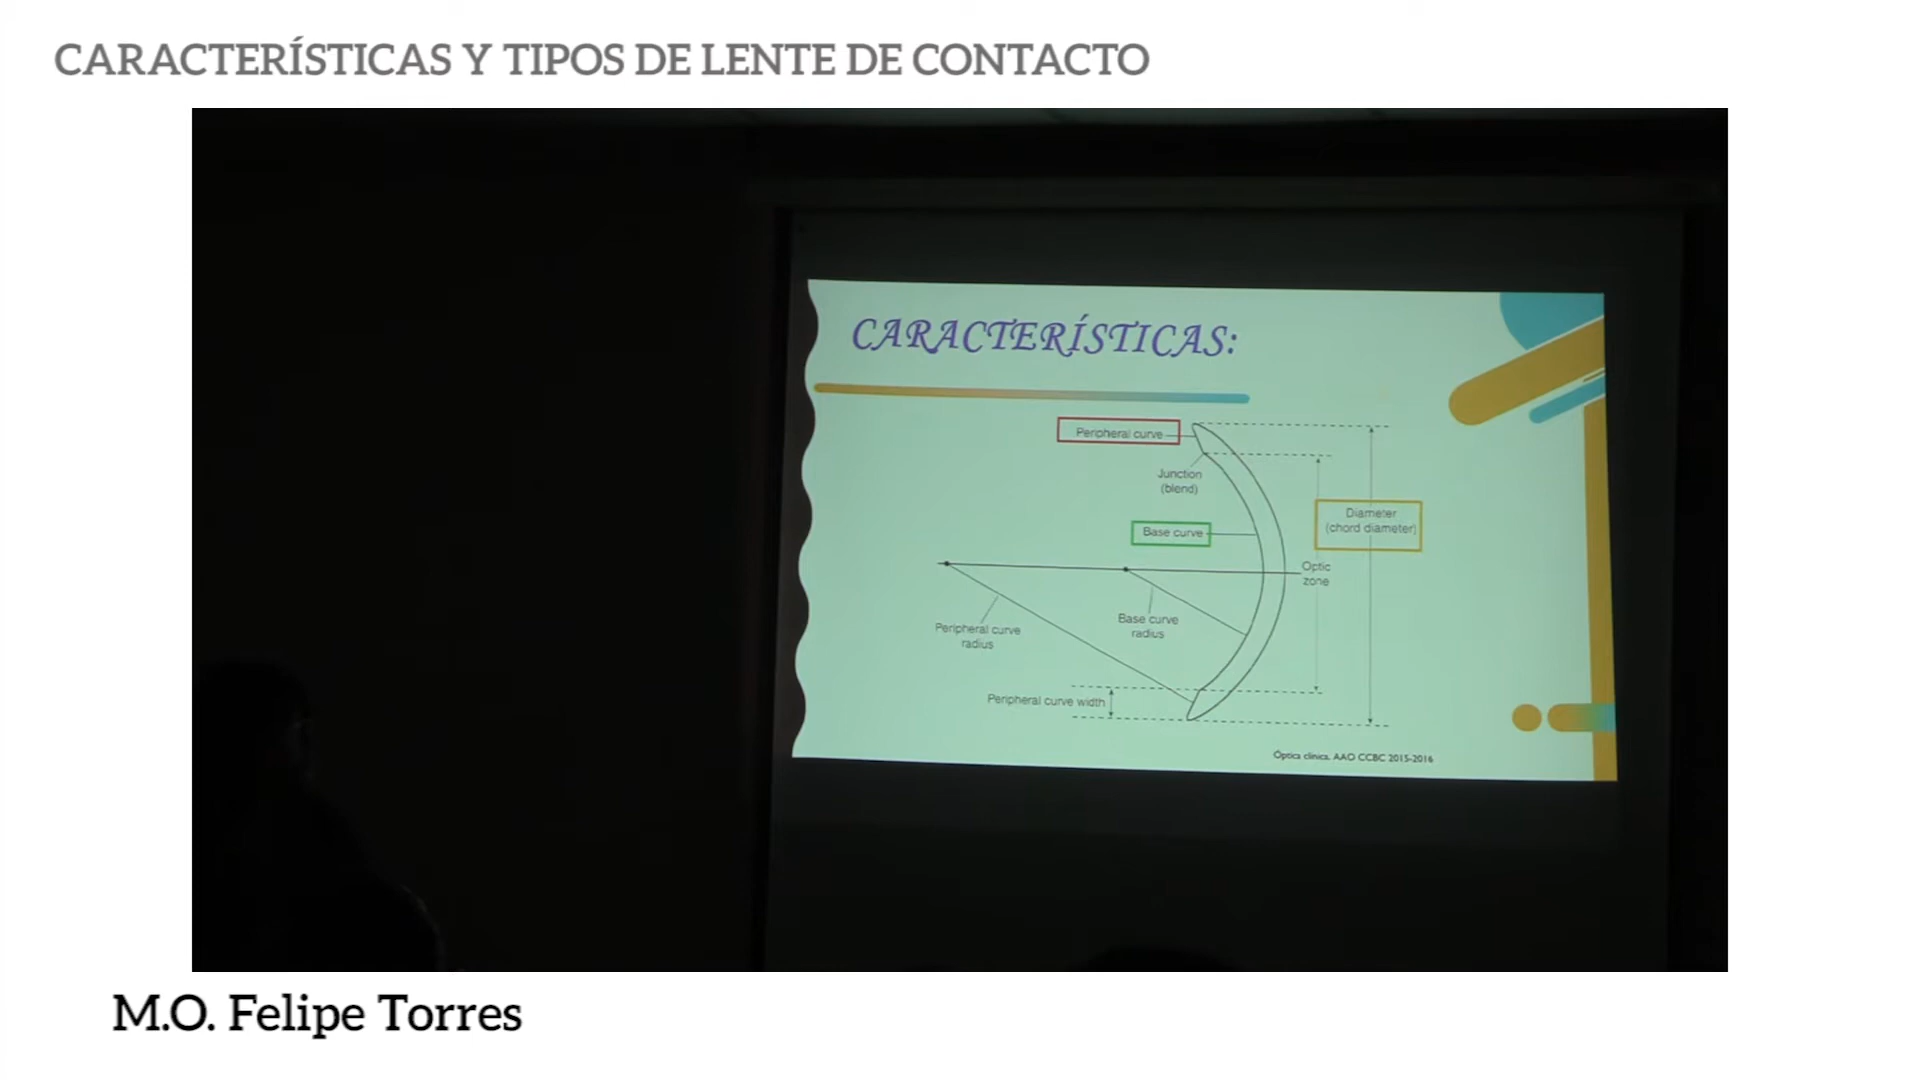 CARACTERÍSTICAS Y TIPOS DE LENTE DE CONTACTO
CARACTERÍSTICAS:
Peripheral curve
Junction
(blend)
Base curve
Diameter
(chord diameter)
Optic
zone
Base curve
radius
Peripheral curve
radius
Peripheral curve width
Óptica clínica. AAO CCBC 2015-2016
M.O. Felipe Torres